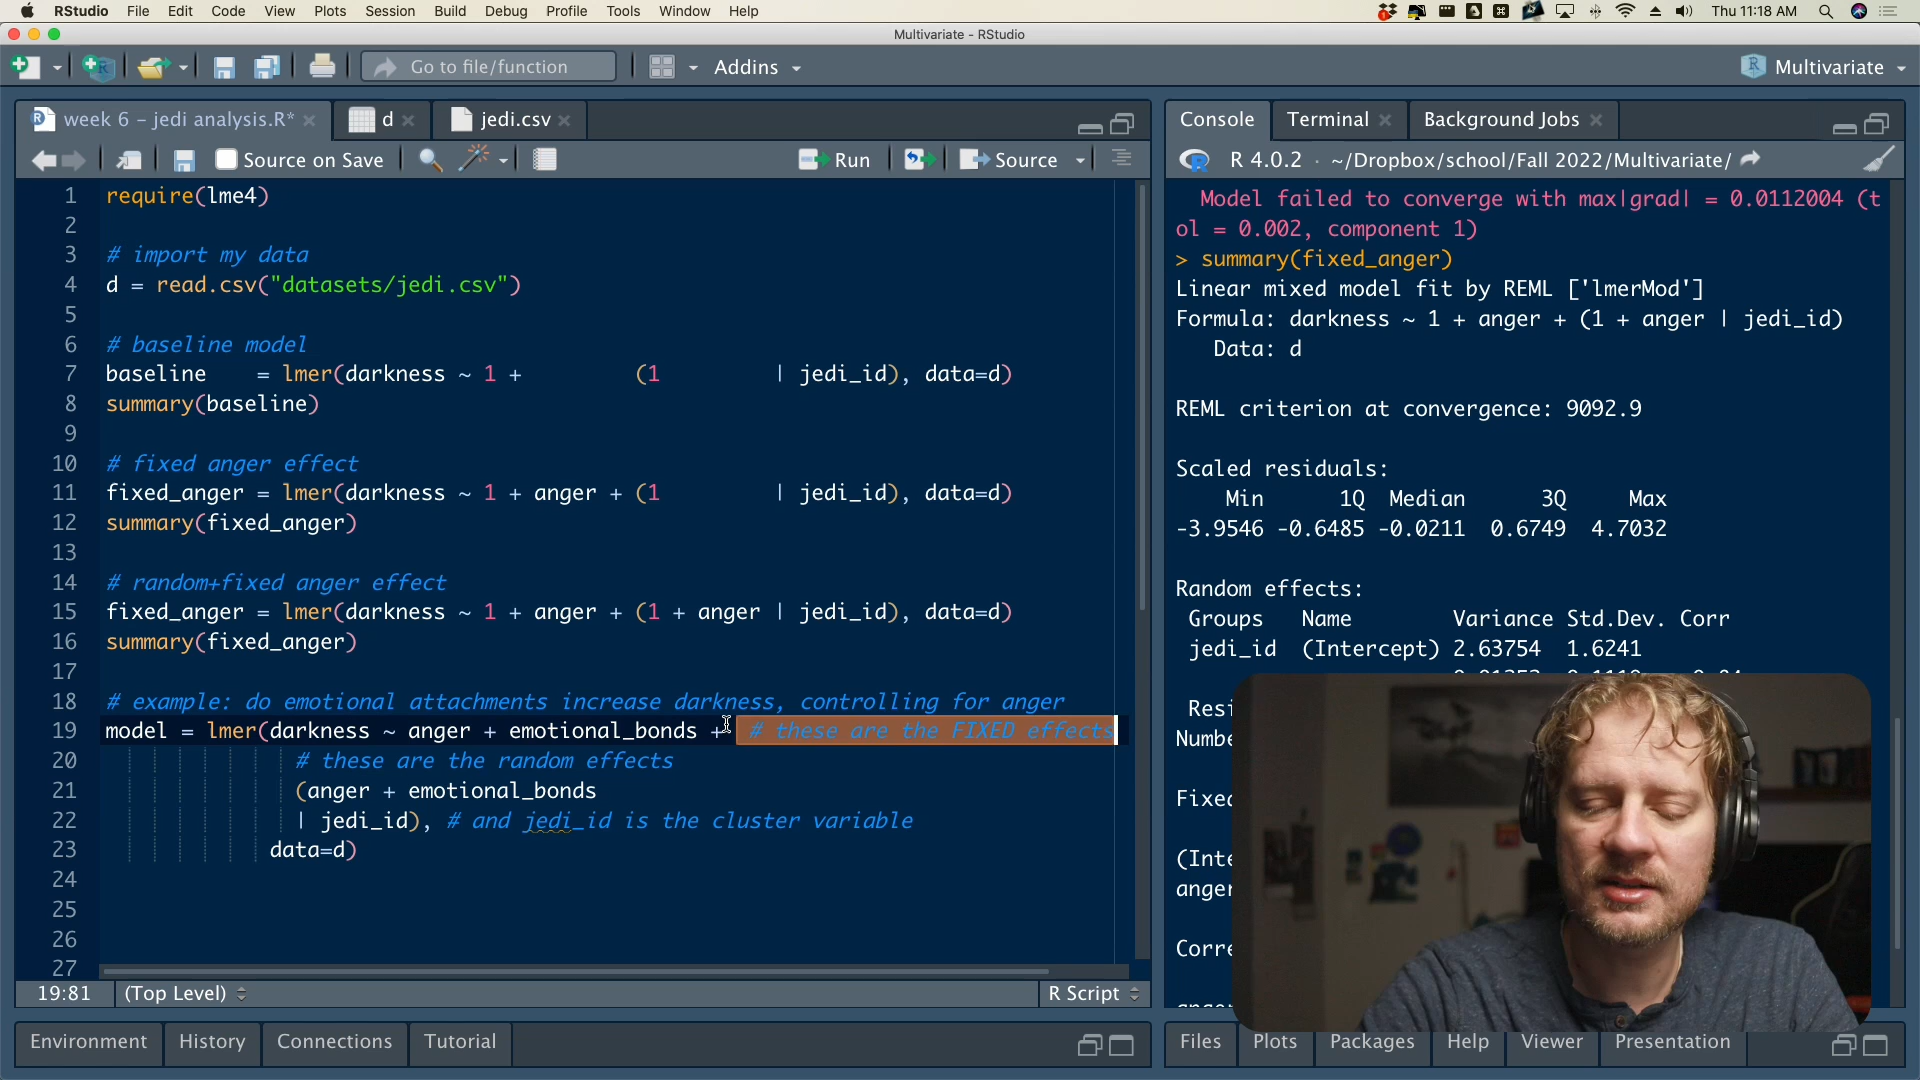 RStudio File Edit Code View Plots Session Build Debug Profile Tools Window Help Thu 11:18 AM
Multivariate - RStudio
Go to file/function Addins Multivariate
week 6 - jedi analysis.R* d jedi.csv
Source on Save Run Source
1 require(lme4)
2
3 # import my data
4 d = read.csv("datasets/jedi.csv")
5
6 # baseline model
7 baseline    = lmer(darkness ~ 1 +         (1         | jedi_id), data=d)
8 summary(baseline)
9
10 # fixed anger effect
11 fixed_anger = lmer(darkness ~ 1 + anger + (1         | jedi_id), data=d)
12 summary(fixed_anger)
13
14 # random+fixed anger effect
15 fixed_anger = lmer(darkness ~ 1 + anger + (1 + anger | jedi_id), data=d)
16 summary(fixed_anger)
17
18 # example: do emotional attachments increase darkness, controlling for anger
19 model = lmer(darkness ~ anger + emotional_bonds + # these are the FIXED effects
20 # these are the random effects
21 (anger + emotional_bonds
22 | jedi_id), # and jedi_id is the cluster variable
23 data=d)
24
25
26
27
19:81 (Top Level) R Script
Environment History Connections Tutorial
Console Terminal Background Jobs
R 4.0.2 · ~/Dropbox/school/Fall 2022/Multivariate/
Model failed to converge with max|grad| = 0.0112004 (t
ol = 0.002, component 1)
> summary(fixed_anger)
Linear mixed model fit by REML ['lmerMod']
Formula: darkness ~ 1 + anger + (1 + anger | jedi_id)
Data: d
REML criterion at convergence: 9092.9
Scaled residuals:
Min 1Q Median 3Q Max
-3.9546 -0.6485 -0.0211 0.6749 4.7032
Random effects:
Groups Name Variance Std.Dev. Corr
jedi_id (Intercept) 2.63754 1.6241
Resi
Numbe
Fixed
(Inte
anger
Corre
Files Plots Packages Help Viewer Presentation